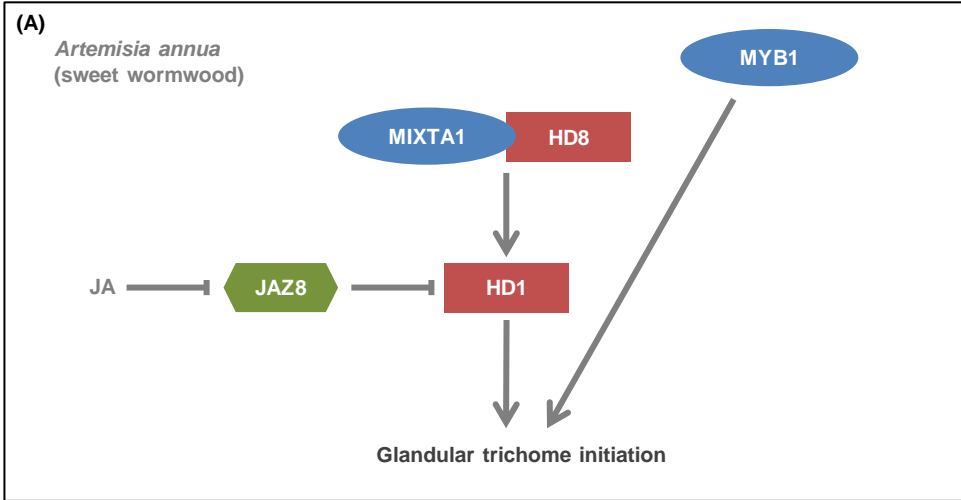 (A)
Artemisia annua
(sweet wormwood)
MYB1
MIXTA1
HD8
JA
JAZ8
HD1
Glandular trichome initiation